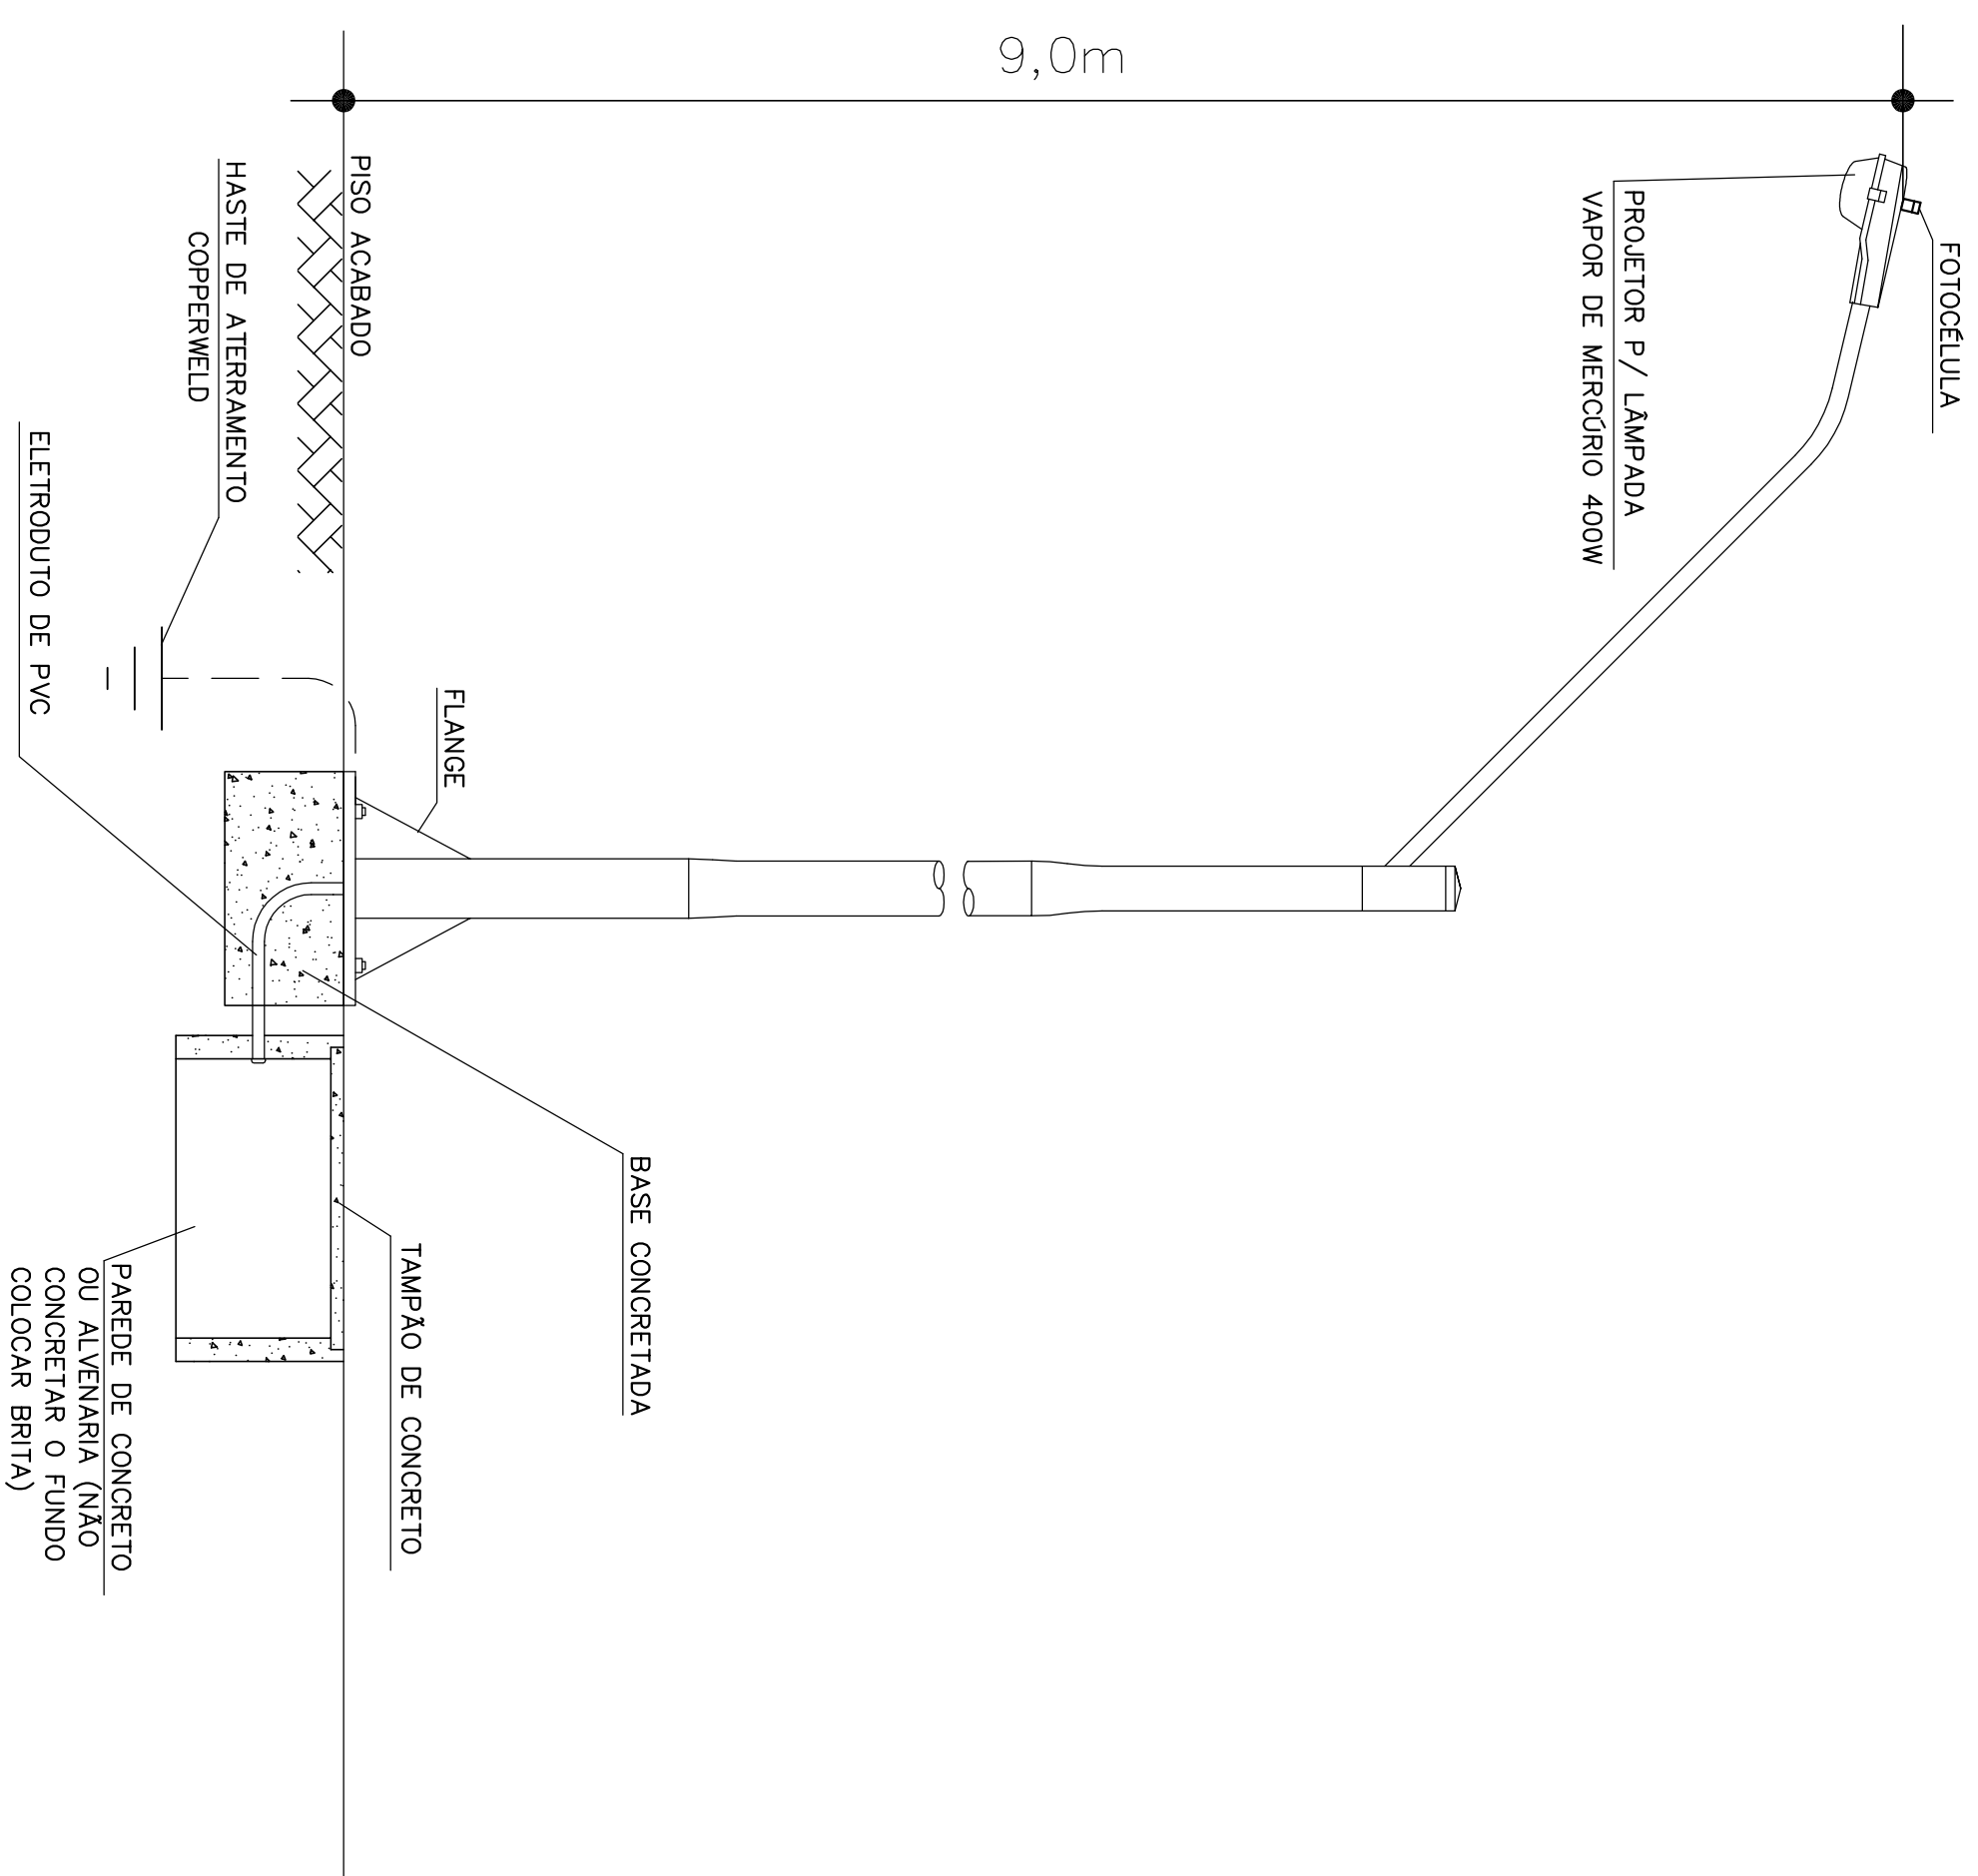 9,0m
FOTOCÉLULA
PROJETOR P/ LÂMPADA
VAPOR DE MERCÚRIO 400W
FLANGE
BASE CONCRETADA
TAMPÃO DE CONCRETO
PISO ACABADO
HASTE DE ATERRAMENTO
COPPERWELD
ELETRODUTO DE PVC
PAREDE DE CONCRETO
OU ALVENARIA (NÃO
CONCRETAR O FUNDO
COLOCAR BRITA)